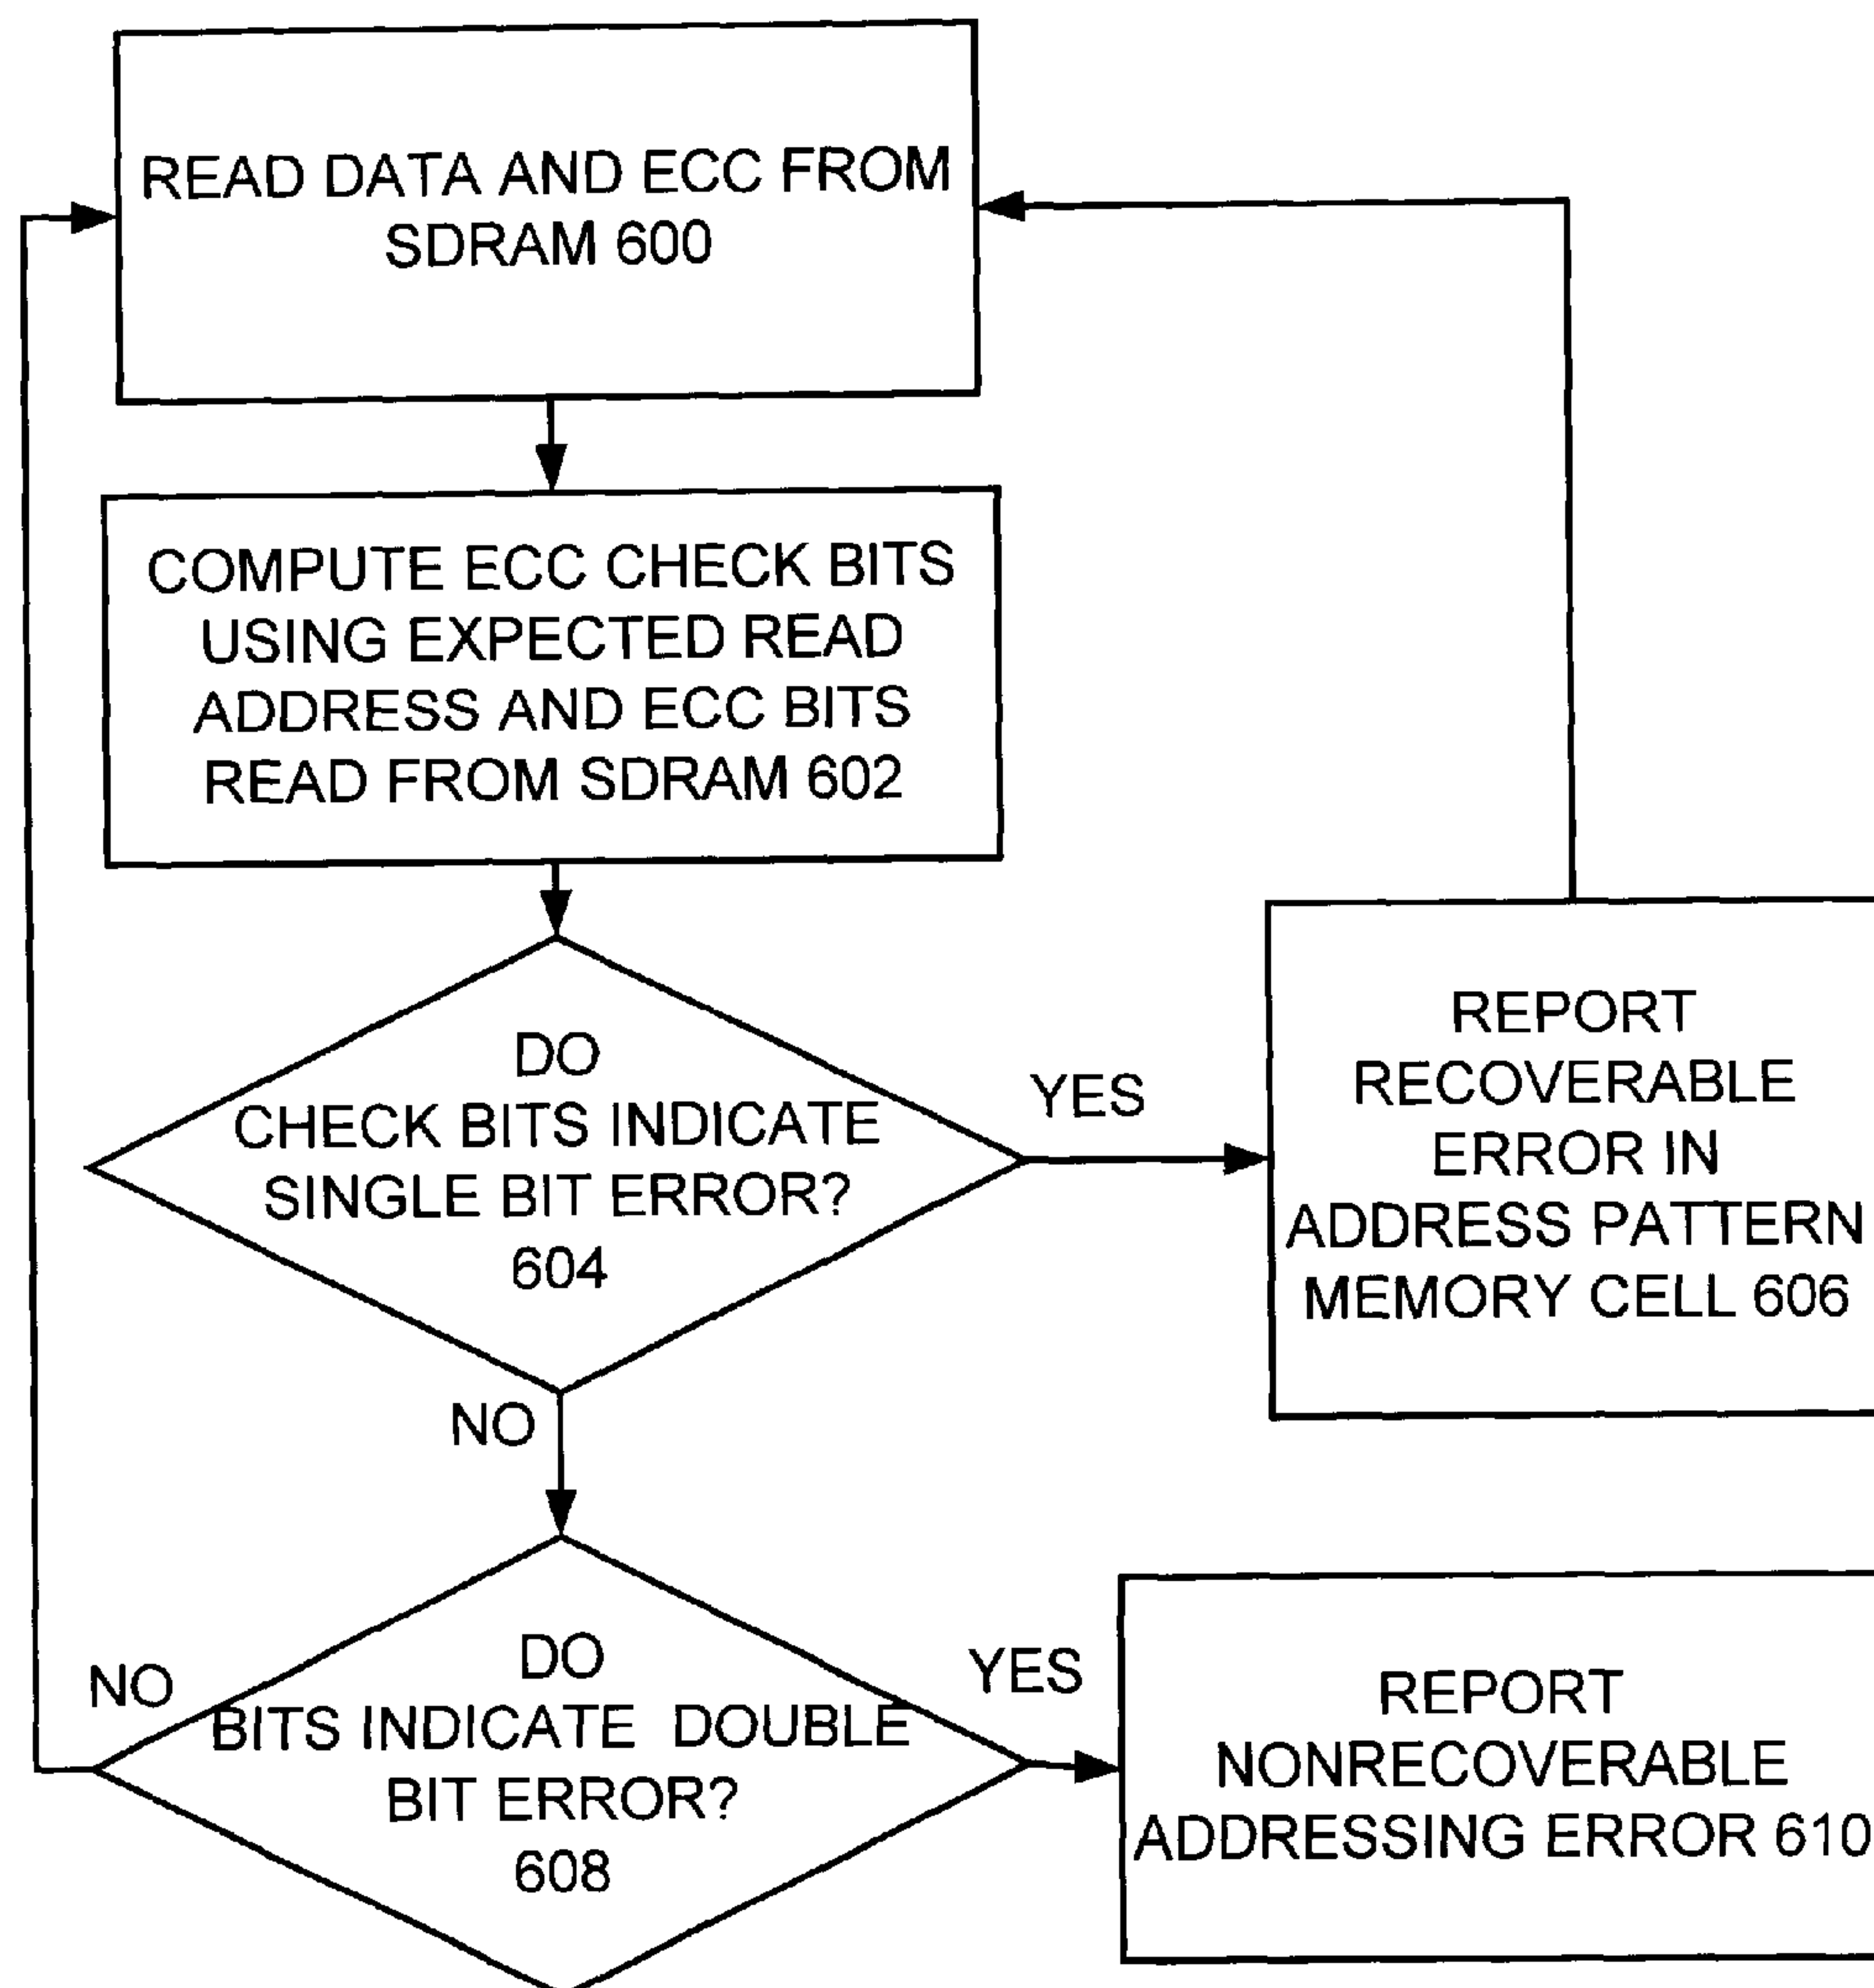 READ DATA AND ECC FROM
SDRAM 600
COMPUTE ECC CHECK BITS
USING EXPECTED READ
ADDRESS AND ECC BITS
READ FROM SDRAM 602
DO
CHECK BITS INDICATE
SINGLE BIT ERROR?
604
YES
REPORT
RECOVERABLE
ERROR IN
ADDRESS PATTERN
MEMORY CELL 606
NO
DO
BITS INDICATE DOUBLE
BIT ERROR?
608
NO
YES
REPORT
NONRECOVERABLE
ADDRESSING ERROR 610